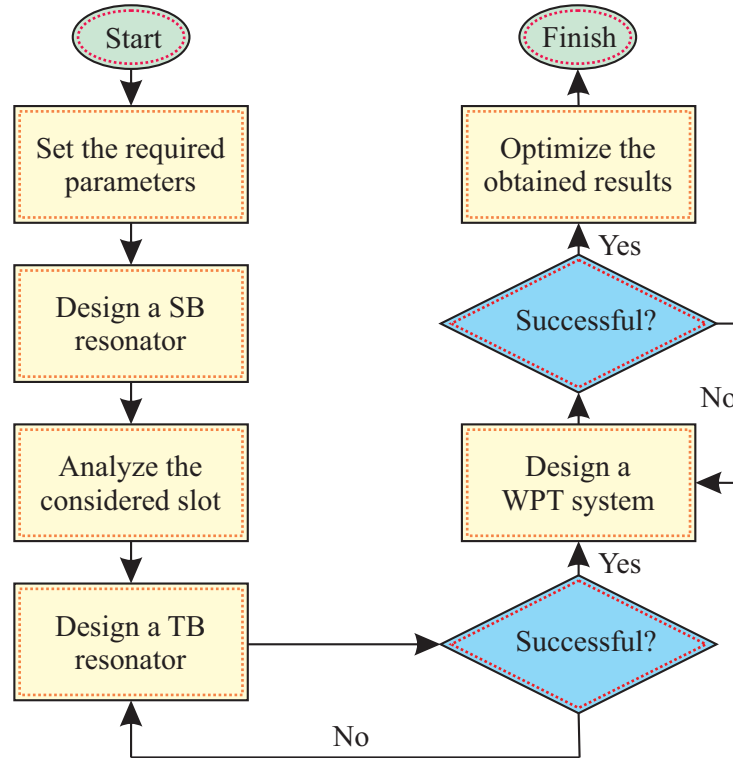 Start
Set the required
parameters
Design a SB
resonator
Analyze the
considered slot
Design a TB
resonator
No
Successful?
Yes
Design a
WPT system
No
Successful?
Yes
Optimize the
obtained results
Finish